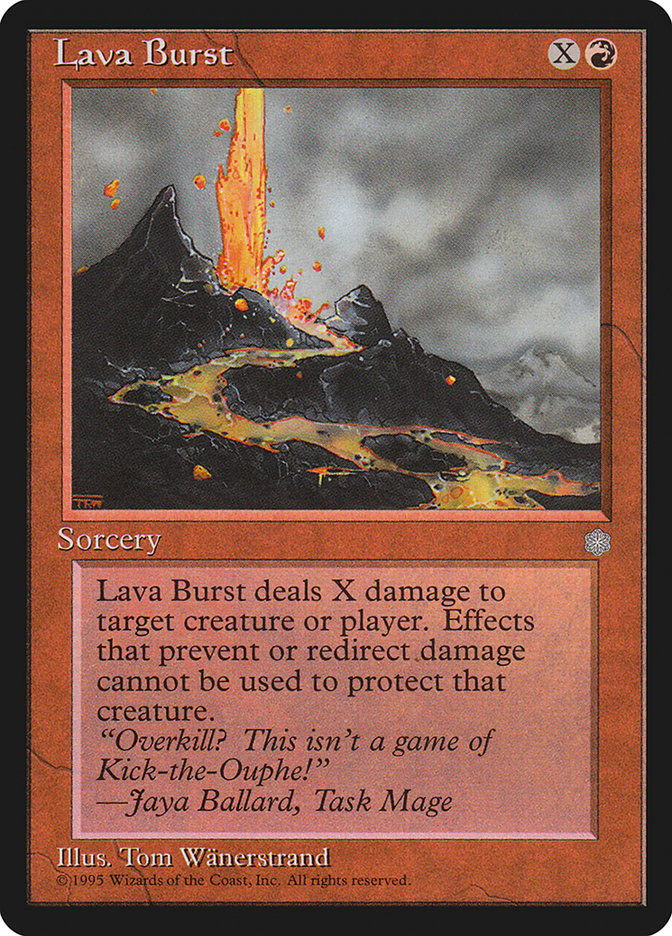 Lava Burst
X
Sorcery
Lava Burst deals X damage to
target creature or player. Effects
that prevent or redirect damage
cannot be used to protect that
creature.
“Overkill? This isn’t a game of
Kick-the-Ouphe!”
—Jaya Ballard, Task Mage
Illus. Tom Wänerstrand
©1995 Wizards of the Coast, Inc. All rights reserved.